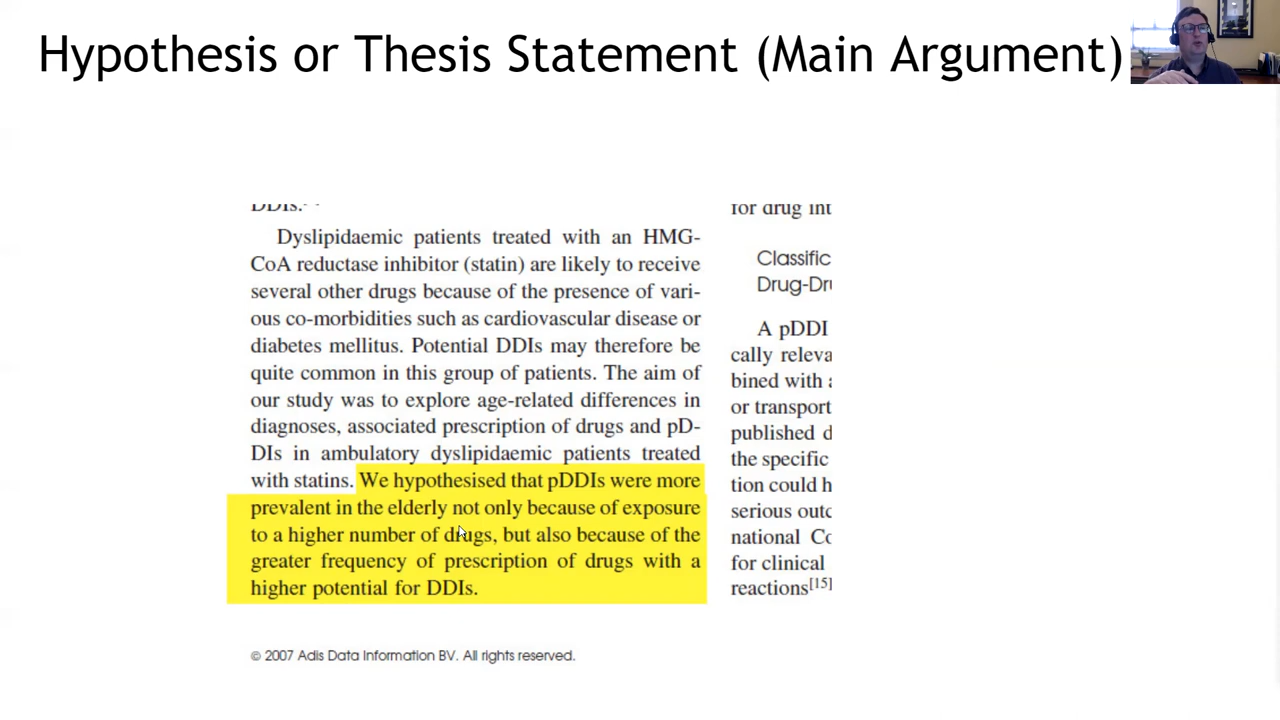 Hypothesis or Thesis Statement (Main Argument)
DDIs.
Dyslipidaemic patients treated with an HMG-
CoA reductase inhibitor (statin) are likely to receive
several other drugs because of the presence of vari-
ous co-morbidities such as cardiovascular disease or
diabetes mellitus. Potential DDIs may therefore be
quite common in this group of patients. The aim of
our study was to explore age-related differences in
diagnoses, associated prescription of drugs and pD-
DIs in ambulatory dyslipidaemic patients treated
with statins. We hypothesised that pDDIs were more
prevalent in the elderly not only because of exposure
to a higher number of drugs, but also because of the
greater frequency of prescription of drugs with a
higher potential for DDIs.
© 2007 Adis Data Information BV. All rights reserved.
for drug int
Classific
Drug-Dru
A pDDI
cally releva
bined with a
or transport
published d
the specific
tion could h
serious outc
national Co
for clinical
reactions[15]